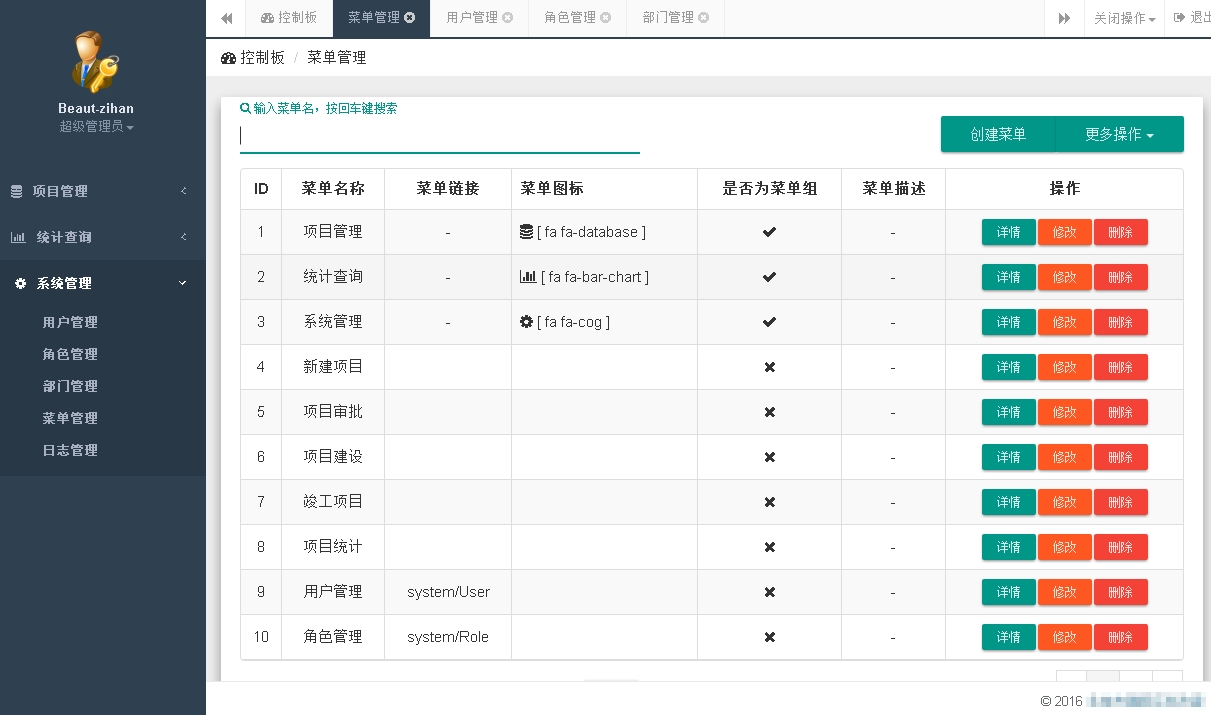 控制板 菜单管理 用户管理 角色管理 部门管理 关闭操作 退出
Beaut-zihan
超级管理员
项目管理
统计查询
系统管理
用户管理
角色管理
部门管理
菜单管理
日志管理
控制板 / 菜单管理
输入菜单名，按回车键搜索
创建菜单 更多操作
ID 菜单名称 菜单链接 菜单图标 是否为菜单组 菜单描述 操作
1 项目管理 - [ fa fa-database ] - 详情 修改 删除
2 统计查询 - [ fa fa-bar-chart ] - 详情 修改 删除
3 系统管理 - [ fa fa-cog ] - 详情 修改 删除
4 新建项目 - 详情 修改 删除
5 项目审批 - 详情 修改 删除
6 项目建设 - 详情 修改 删除
7 竣工项目 - 详情 修改 删除
8 项目统计 - 详情 修改 删除
9 用户管理 system/User - 详情 修改 删除
10 角色管理 system/Role - 详情 修改 删除
© 2016